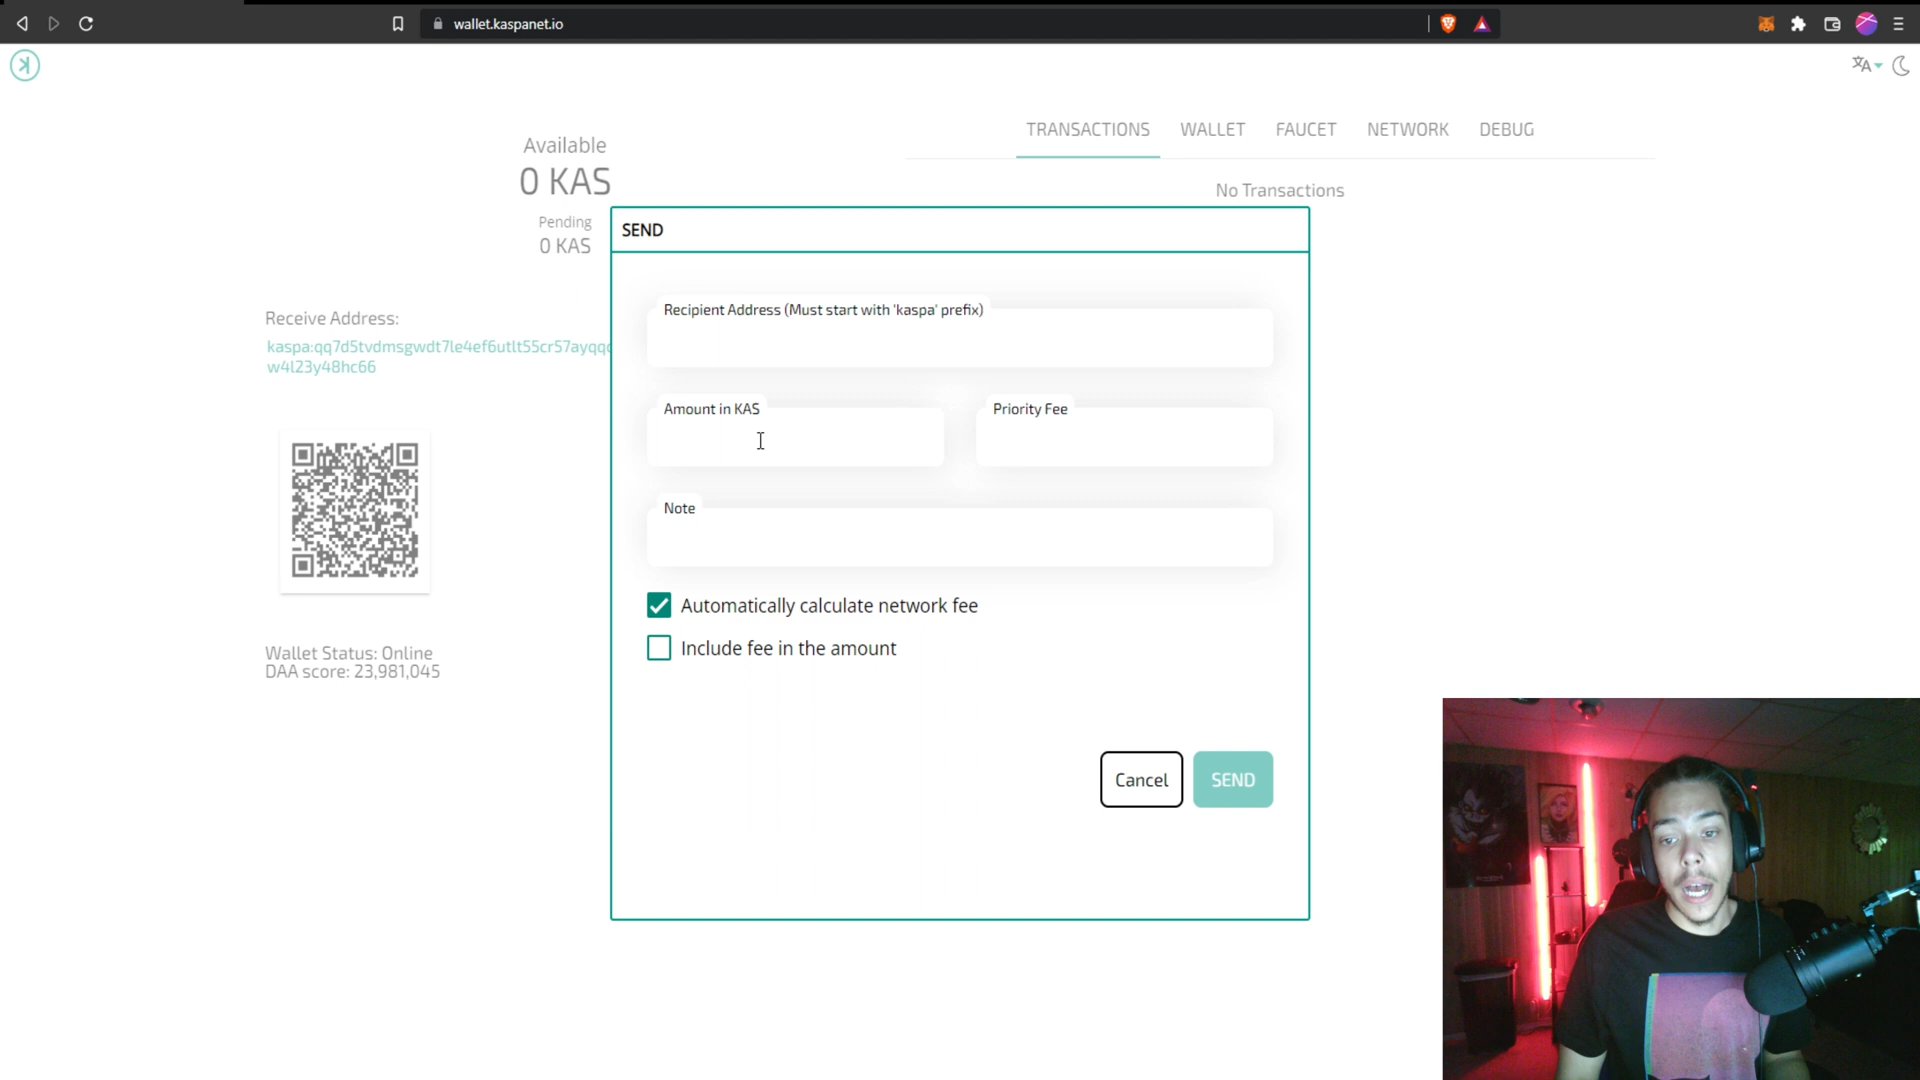 wallet.kaspanet.io
Available
0 KAS
Pending
0 KAS
TRANSACTIONS WALLET FAUCET NETWORK DEBUG
No Transactions
Receive Address:
kaspa:qq7d5tvdmsgwdt7le4ef6utlt55cr57ayqq
w4l23y48hc66
Wallet Status: Online
DAA score: 23,981,045
SEND
Recipient Address (Must start with 'kaspa' prefix)
Amount in KAS
Priority Fee
Note
Automatically calculate network fee
Include fee in the amount
Cancel
SEND